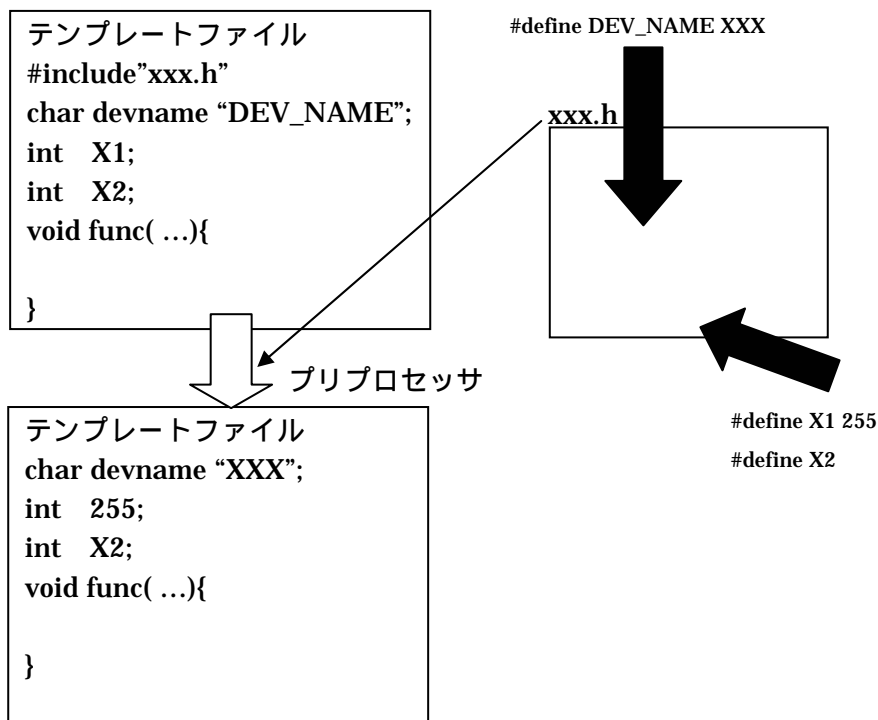 テンプレートファイル
#include”xxx.h”
char devname “DEV_NAME”;
int X1;
int X2;
void func( …){
}
#define DEV_NAME XXX
xxx.h
#define X1 255
#define X2
プリプロセッサ
テンプレートファイル
char devname “XXX”;
int 255;
int X2;
void func( …){
}